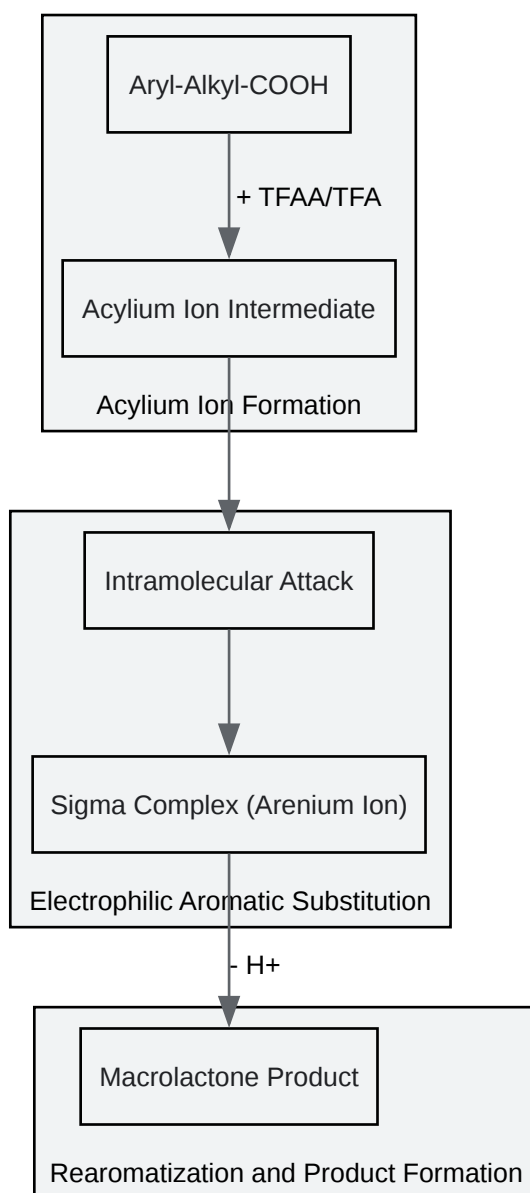 Aryl-Alkyl-COOH
+ TFAA/TFA
Acylium Ion Intermediate
Acylium Ion Formation
Intramolecular Attack
Sigma Complex (Arenium Ion)
Electrophilic Aromatic Substitution
- H+
Macrolactone Product
Rearomatization and Product Formation